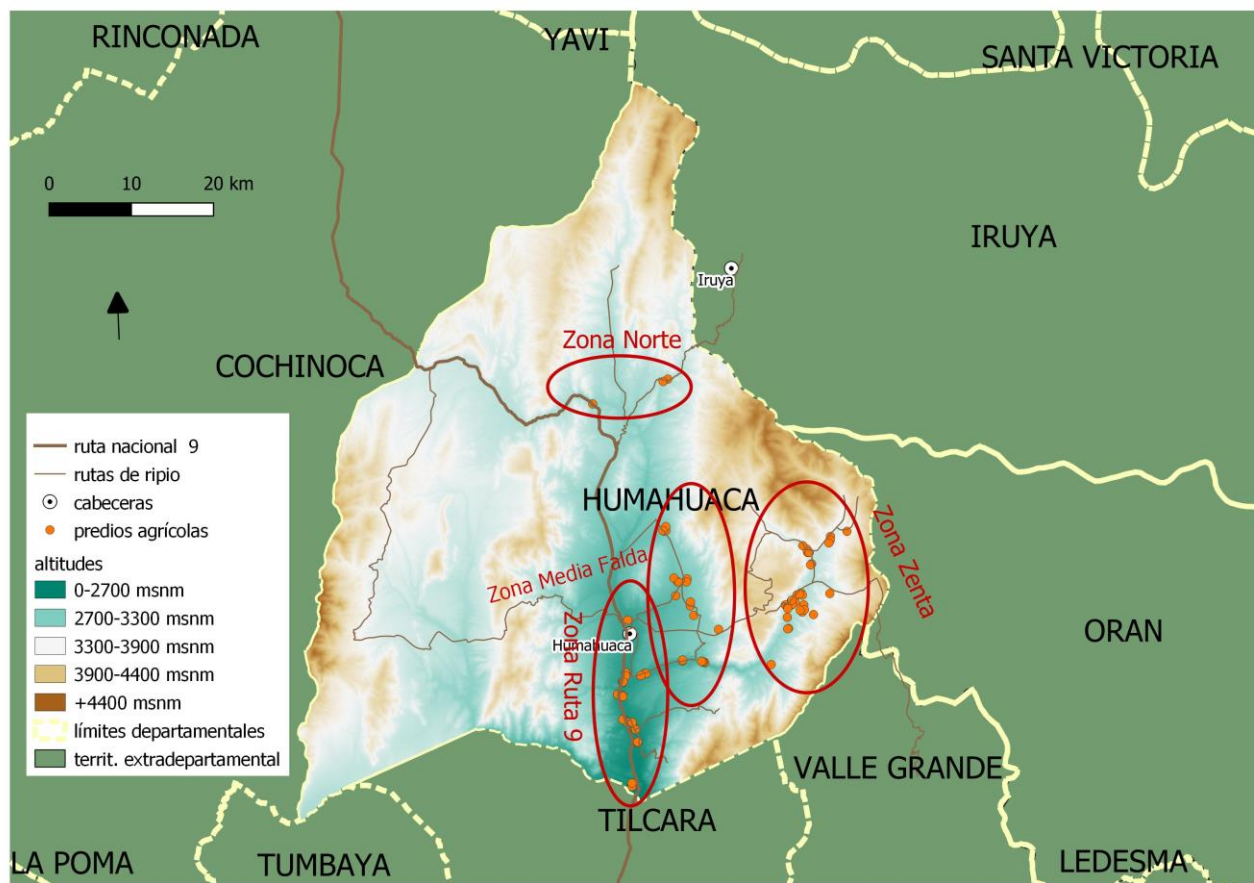 RINCONADA
YAVI
SANTA VICTORIA
0 10 20 km
IRUYA
Iruya
Zona Norte
COCHINOCA
HUMAHUACA
Zona Media Falda
Zona Zenta
Zona Ruta 9
Humahuaca
ORAN
ruta nacional 9
rutas de ripio
cabeceras
predios agrícolas
altitudes
0-2700 msnm
2700-3300 msnm
3300-3900 msnm
3900-4400 msnm
+4400 msnm
límites departamentales
territ. extradepartamental
VALLE GRANDE
TILCARA
LA POMA
TUMBAYA
LEDESMA